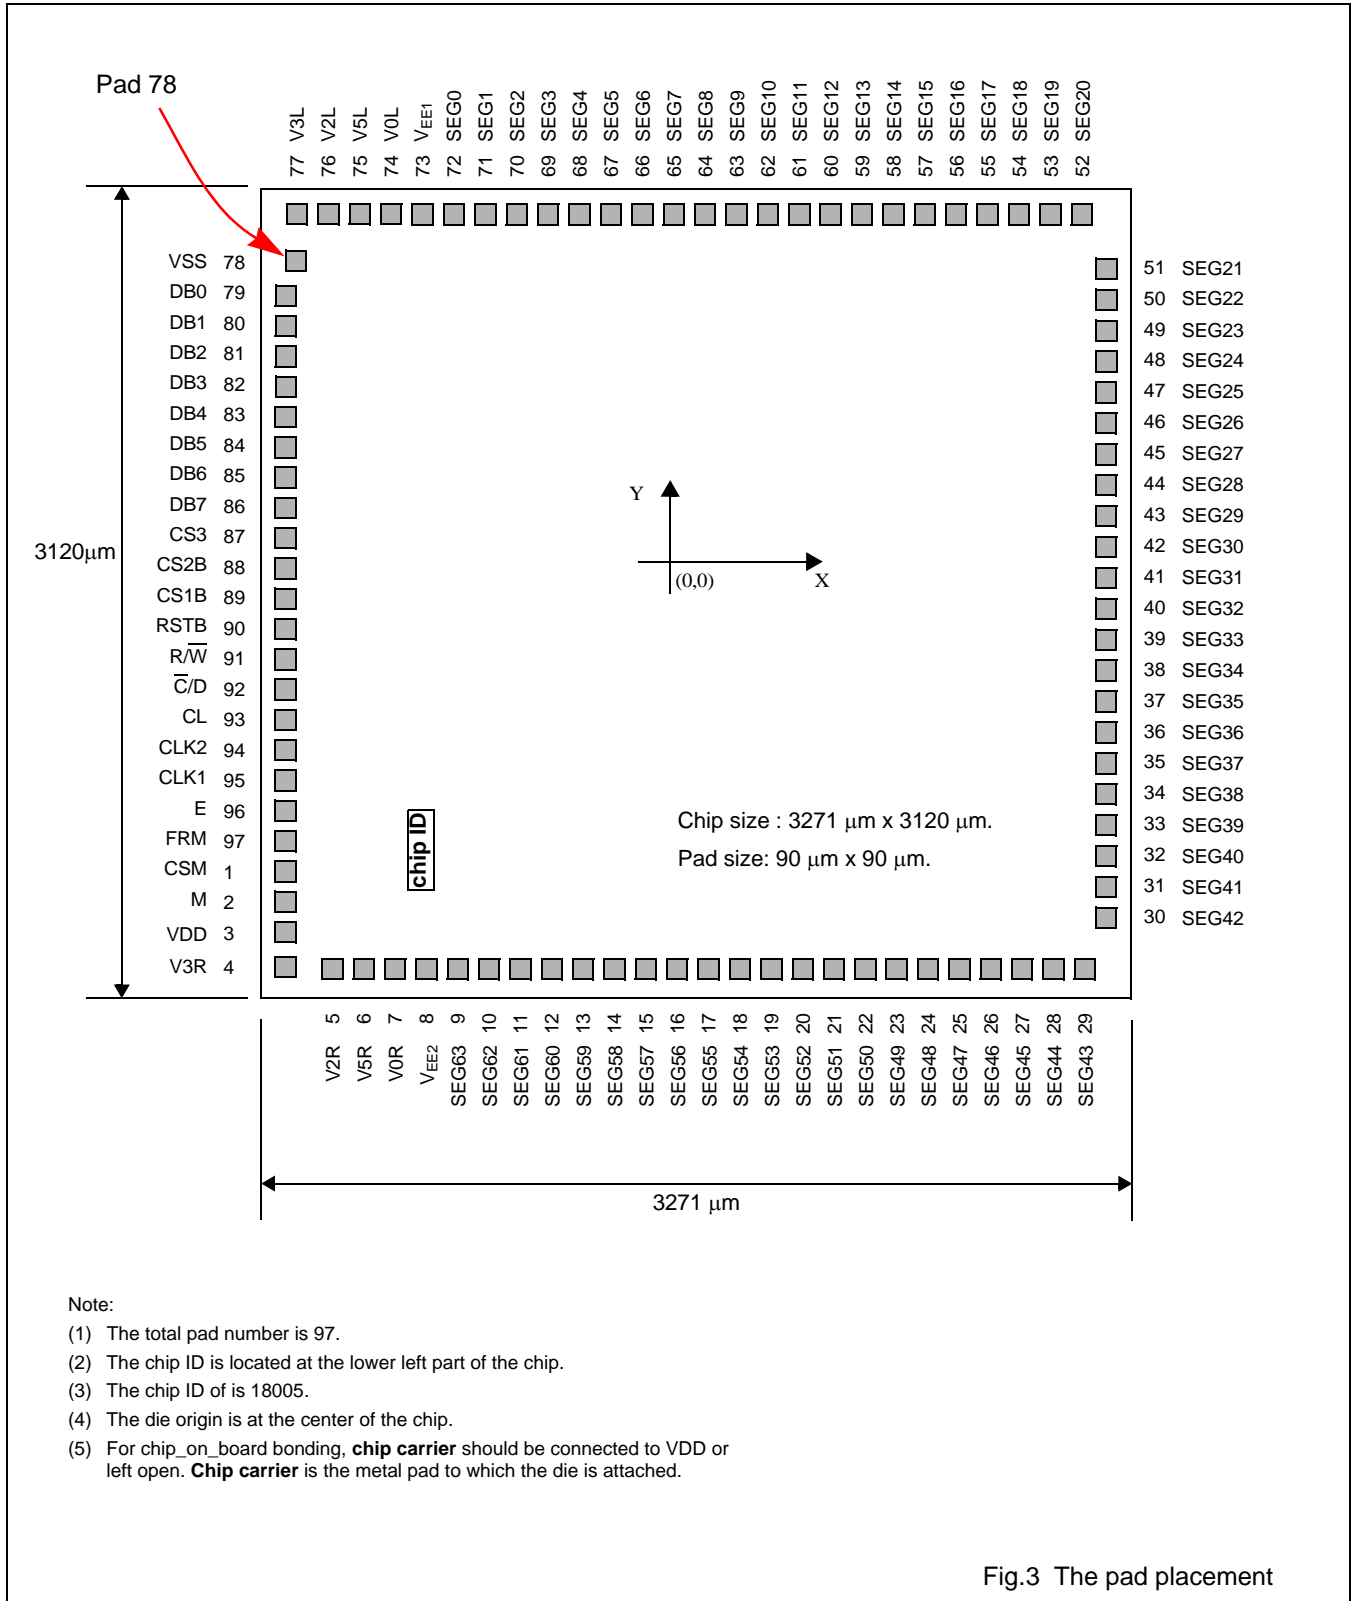 Pad 78
77 V3L
76 V2L
75 V5L
74 V0L
73 VEE1
72 SEG0
71 SEG1
70 SEG2
69 SEG3
68 SEG4
67 SEG5
66 SEG6
65 SEG7
64 SEG8
63 SEG9
62 SEG10
61 SEG11
60 SEG12
59 SEG13
58 SEG14
57 SEG15
56 SEG16
55 SEG17
54 SEG18
53 SEG19
52 SEG20
VSS 78
DB0 79
DB1 80
DB2 81
DB3 82
DB4 83
DB5 84
DB6 85
DB7 86
CS3 87
CS2B 88
CS1B 89
RSTB 90
R/W̅ 91
C̅/D 92
CL 93
CLK2 94
CLK1 95
E 96
FRM 97
CSM 1
M 2
VDD 3
V3R 4
3120μm
Y
(0,0)
X
chip ID
Chip size : 3271 μm x 3120 μm.
Pad size: 90 μm x 90 μm.
51 SEG21
50 SEG22
49 SEG23
48 SEG24
47 SEG25
46 SEG26
45 SEG27
44 SEG28
43 SEG29
42 SEG30
41 SEG31
40 SEG32
39 SEG33
38 SEG34
37 SEG35
36 SEG36
35 SEG37
34 SEG38
33 SEG39
32 SEG40
31 SEG41
30 SEG42
V2R 5
V5R 6
V0R 7
VEE2 8
SEG63 9
SEG62 10
SEG61 11
SEG60 12
SEG59 13
SEG58 14
SEG57 15
SEG56 16
SEG55 17
SEG54 18
SEG53 19
SEG52 20
SEG51 21
SEG50 22
SEG49 23
SEG48 24
SEG47 25
SEG46 26
SEG45 27
SEG44 28
SEG43 29
3271 μm
Note:
(1) The total pad number is 97.
(2) The chip ID is located at the lower left part of the chip.
(3) The chip ID of is 18005.
(4) The die origin is at the center of the chip.
(5) For chip_on_board bonding, chip carrier should be connected to VDD or
left open. Chip carrier is the metal pad to which the die is attached.
Fig.3 The pad placement